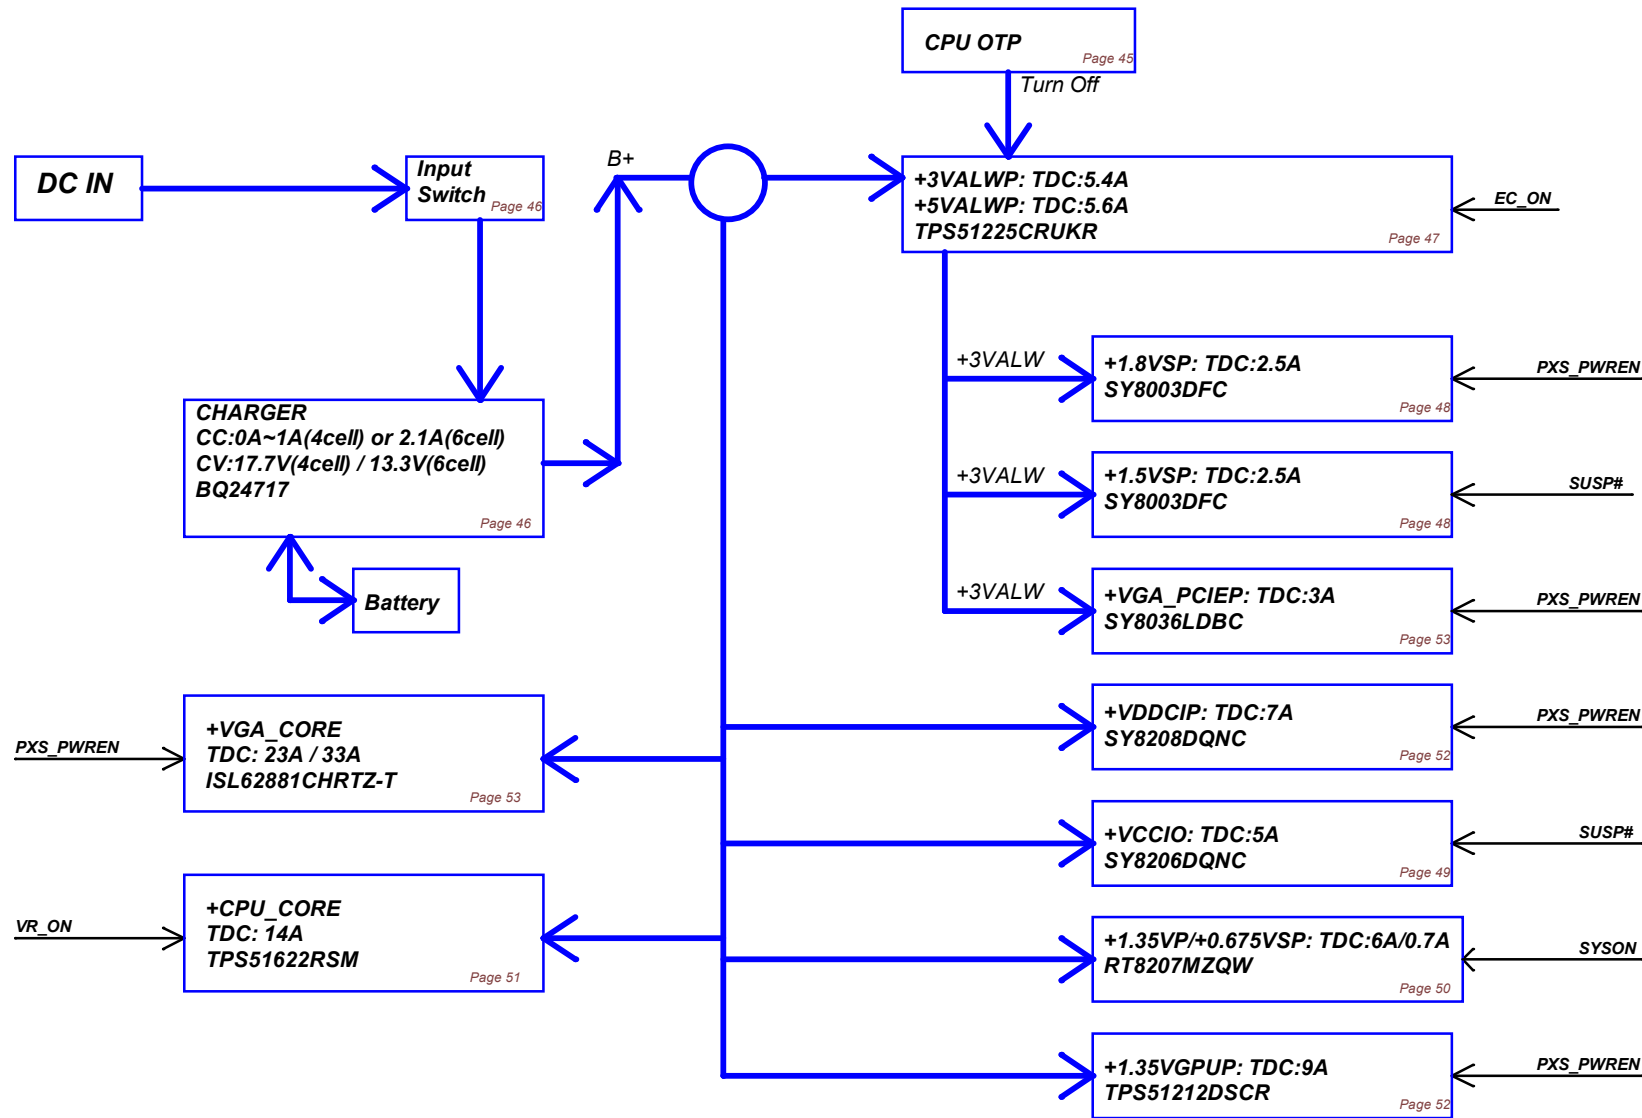 CPU OTP
Page 45
Turn Off
DC IN
Input
Switch
Page 46
B+
+3VALWP: TDC:5.4A
+5VALWP: TDC:5.6A
TPS51225CRUKR
Page 47
EC_ON
+3VALW
+1.8VSP: TDC:2.5A
SY8003DFC
Page 48
PXS_PWREN
CHARGER
CC:0A~1A(4cell) or 2.1A(6cell)
CV:17.7V(4cell) / 13.3V(6cell)
BQ24717
Page 46
+3VALW
+1.5VSP: TDC:2.5A
SY8003DFC
Page 48
SUSP#
Battery
+3VALW
+VGA_PCIEP: TDC:3A
SY8036LDBC
Page 53
PXS_PWREN
PXS_PWREN
+VGA_CORE
TDC: 23A / 33A
ISL62881CHRTZ-T
Page 53
+VDDCIP: TDC:7A
SY8208DQNC
Page 52
PXS_PWREN
+VCCIO: TDC:5A
SY8206DQNC
Page 49
SUSP#
VR_ON
+CPU_CORE
TDC: 14A
TPS51622RSM
Page 51
+1.35VP/+0.675VSP: TDC:6A/0.7A
RT8207MZQW
Page 50
SYSON
+1.35VGPUP: TDC:9A
TPS51212DSCR
Page 52
PXS_PWREN